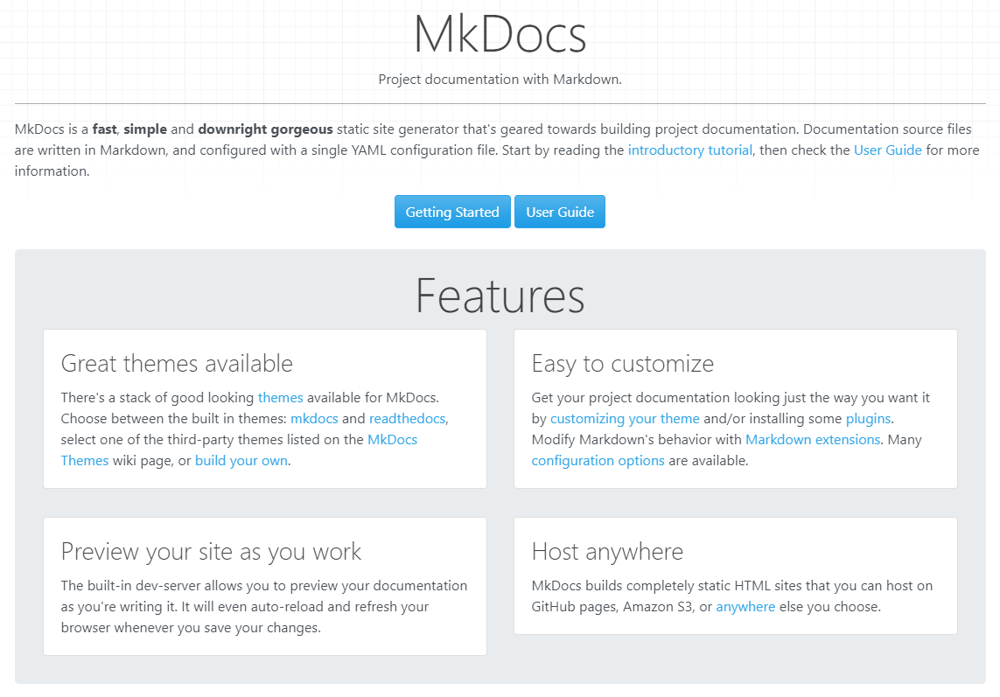 MkDocs
Project documentation with Markdown.
MkDocs is a fast, simple and downright gorgeous static site generator that's geared towards building project documentation. Documentation source files
are written in Markdown, and configured with a single YAML configuration file. Start by reading the introductory tutorial, then check the User Guide for more
information.
Getting Started
User Guide
Features
Great themes available
There's a stack of good looking themes available for MkDocs.
Choose between the built in themes: mkdocs and readthedocs,
select one of the third-party themes listed on the MkDocs
Themes wiki page, or build your own.
Easy to customize
Get your project documentation looking just the way you want it
by customizing your theme and/or installing some plugins.
Modify Markdown's behavior with Markdown extensions. Many
configuration options are available.
Preview your site as you work
The built-in dev-server allows you to preview your documentation
as you're writing it. It will even auto-reload and refresh your
browser whenever you save your changes.
Host anywhere
MkDocs builds completely static HTML sites that you can host on
GitHub pages, Amazon S3, or anywhere else you choose.